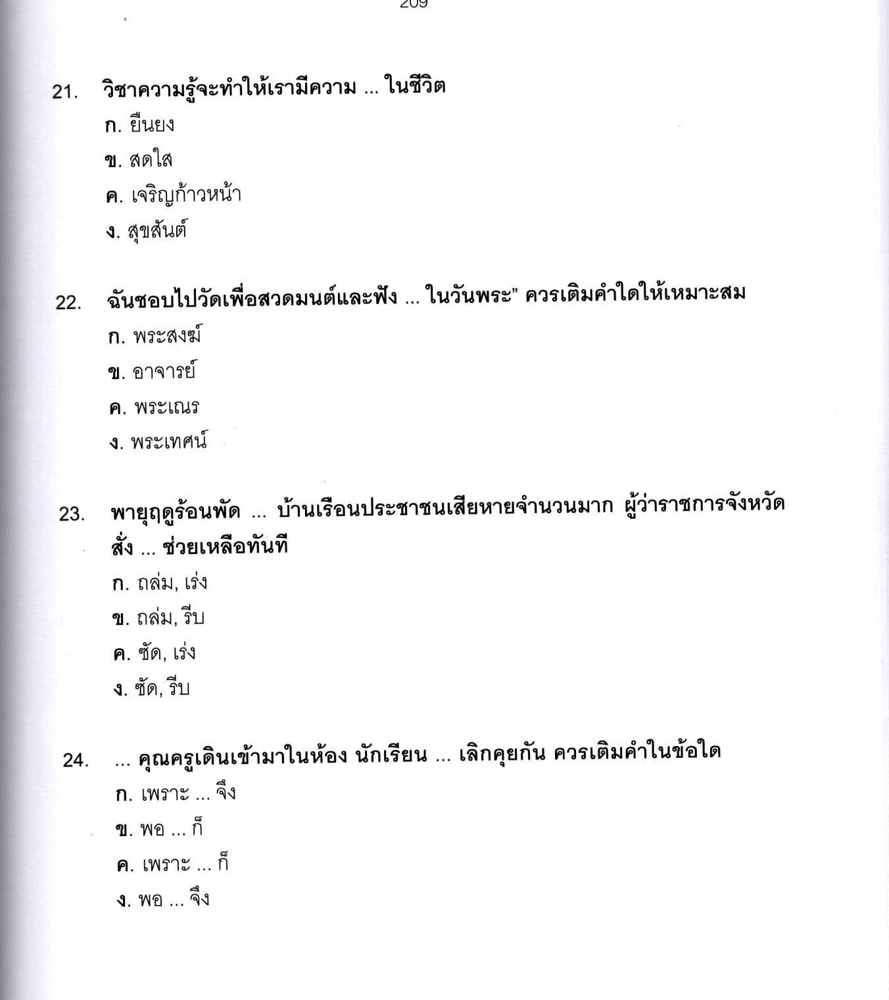 209
21. วิชาความรู้จะทำให้เรามีความ ... ในชีวิต
ก. ยืนยง
ข. สดใส
ค. เจริญก้าวหน้า
ง. สุขสันต์
22. ฉันชอบไปวัดเพื่อสวดมนต์และฟัง ... ในวันพระ” ควรเติมคำใดให้เหมาะสม
ก. พระสงฆ์
ข. อาจารย์
ค. พระเณร
ง. พระเทศน์
23. พายุฤดูร้อนพัด ... บ้านเรือนประชาชนเสียหายจำนวนมาก ผู้ว่าราชการจังหวัด
สั่ง ... ช่วยเหลือทันที
ก. ถล่ม, เร่ง
ข. ถล่ม, รีบ
ค. ซัด, เร่ง
ง. ซัด, รีบ
24. ... คุณครูเดินเข้ามาในห้อง นักเรียน ... เลิกคุยกัน ควรเติมคำในข้อใด
ก. เพราะ ... จึง
ข. พอ ... ก็
ค. เพราะ ... ก็
ง. พอ ... จึง